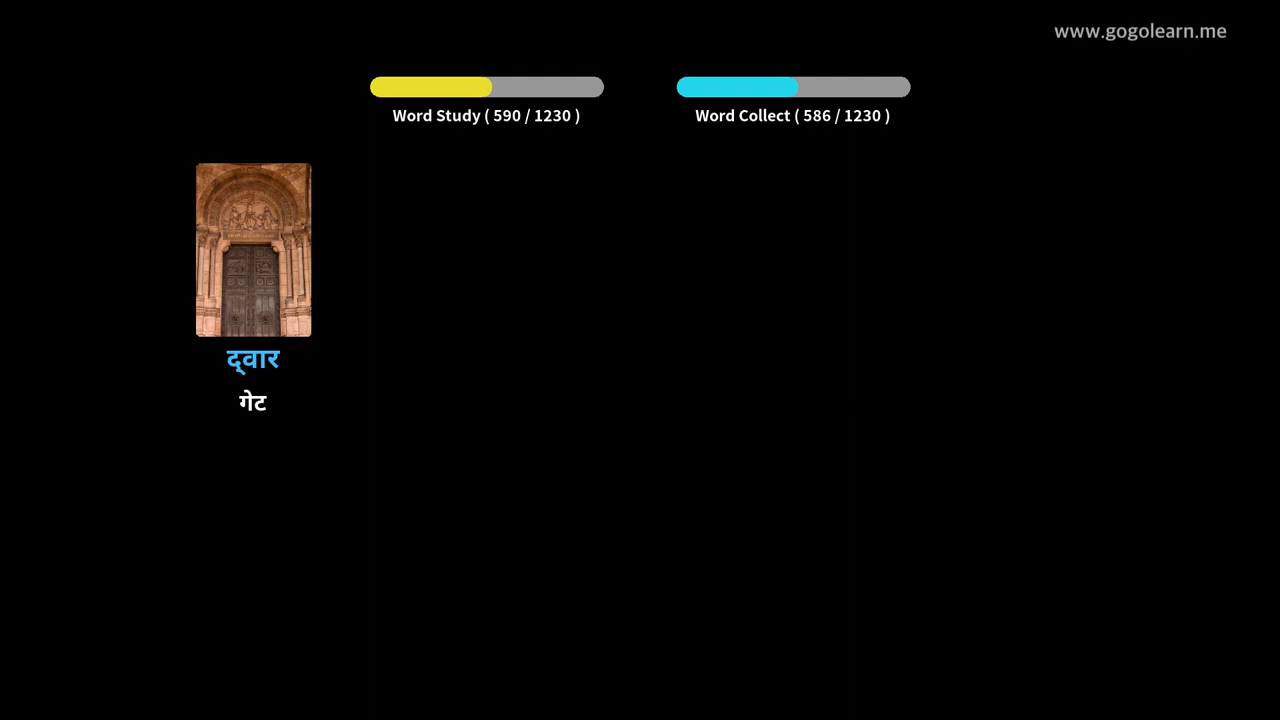 www.gogolearn.me
Word Study ( 590 / 1230 )
Word Collect ( 586 / 1230 )
द्वार
गेट